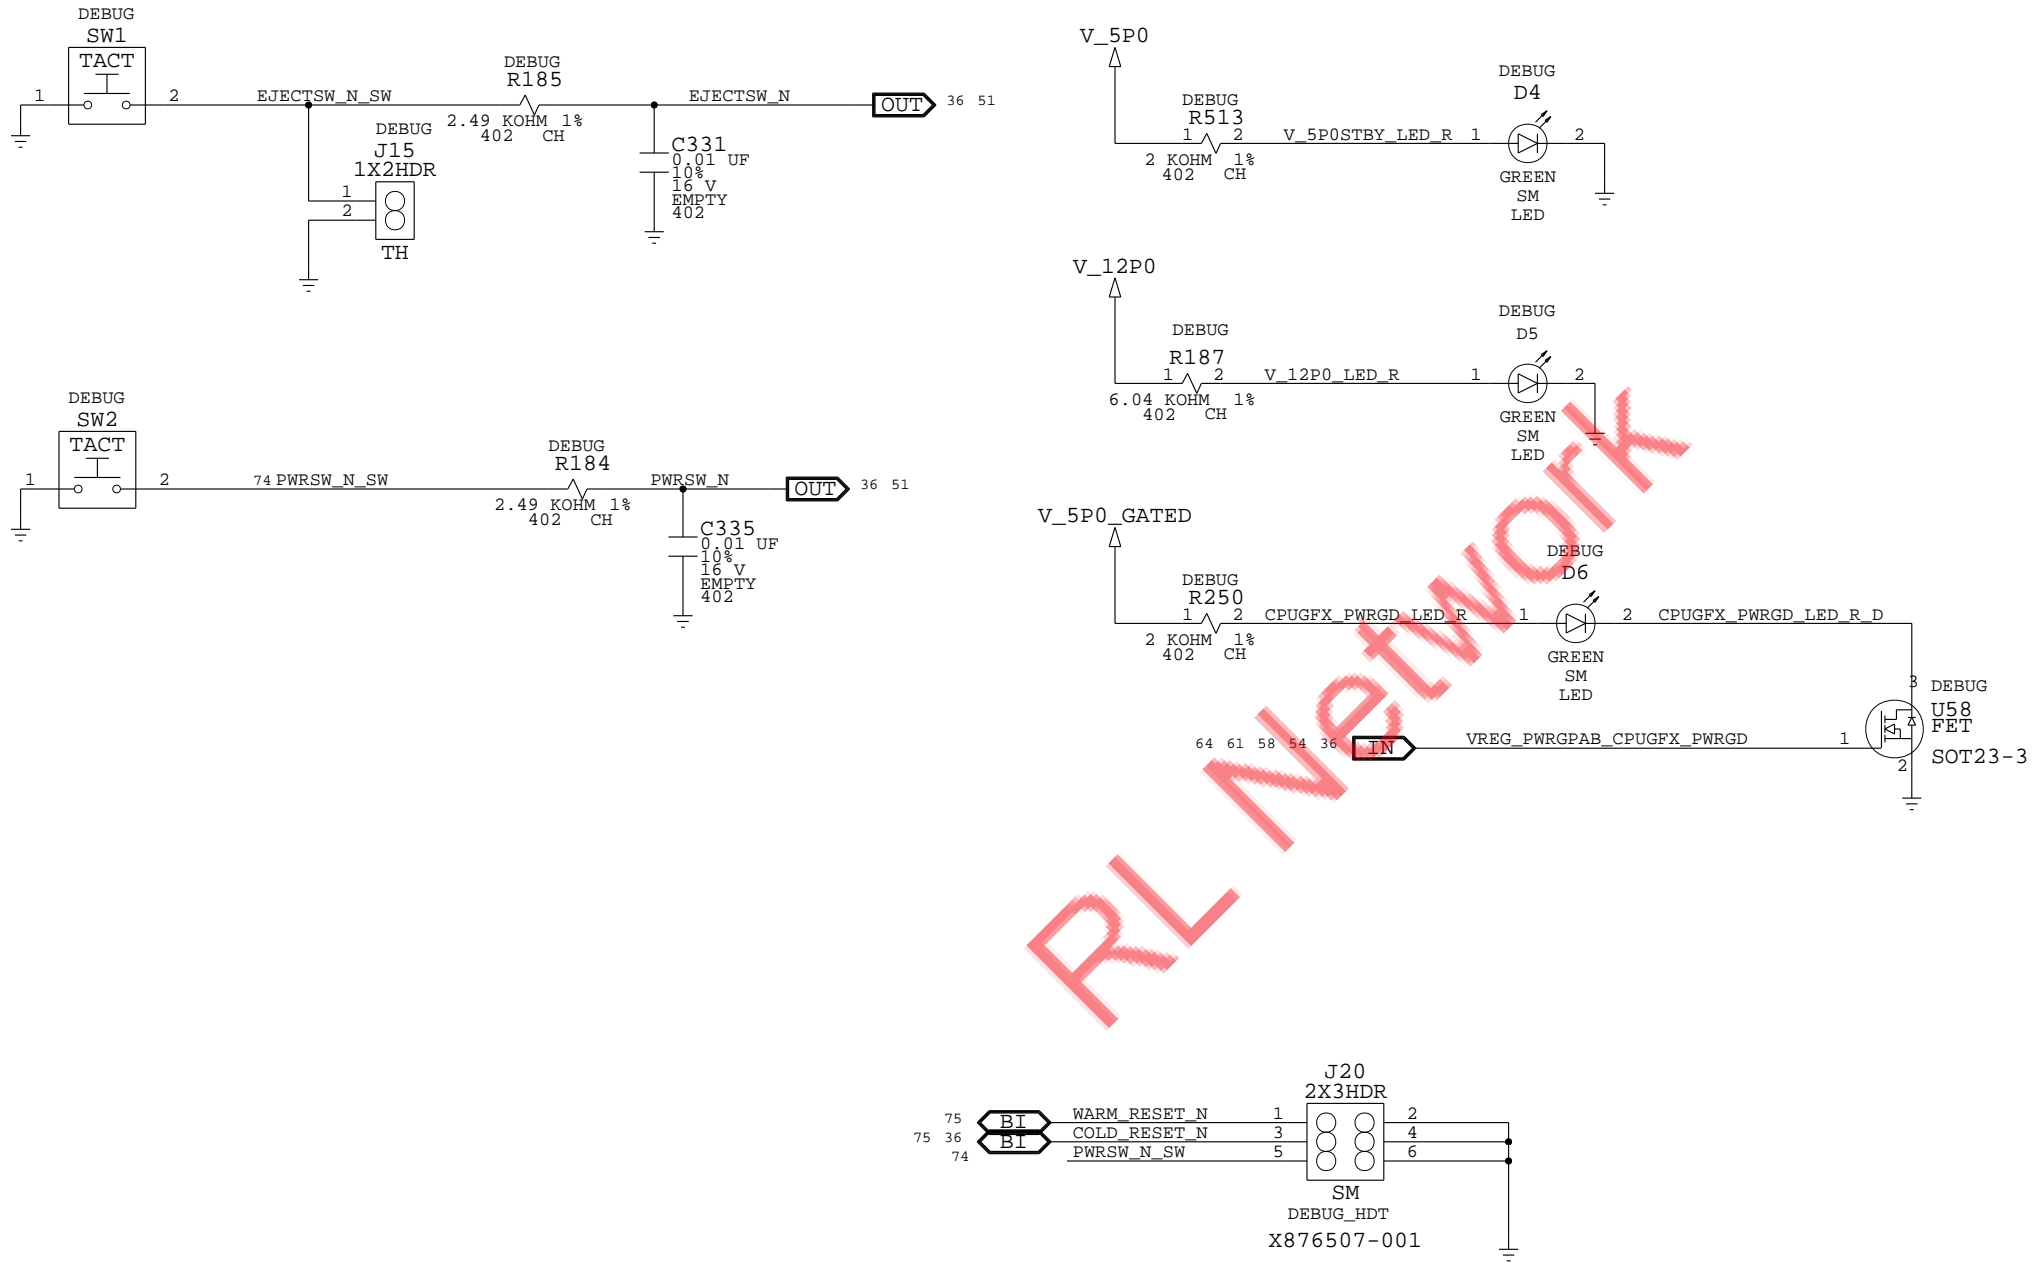 DEBUG
SW1
TACT
1
2
EJECTSW_N_SW
DEBUG
R185
2.49 KOHM 1%
402 CH
EJECTSW_N
OUT
36 51
DEBUG
J15
1X2HDR
1
2
TH
C331
0.01 UF
10%
16 V
EMPTY
402
DEBUG
SW2
TACT
1
2
74 PWRSW_N_SW
DEBUG
R184
2.49 KOHM 1%
402 CH
PWRSW_N
OUT
36 51
C335
0.01 UF
10%
16 V
EMPTY
402
V_5P0
DEBUG
R513
1 2
2 KOHM 1%
402 CH
V_5P0STBY_LED_R
DEBUG
D4
1
2
GREEN
SM
LED
V_12P0
DEBUG
R187
1 2
6.04 KOHM 1%
402 CH
V_12P0_LED_R
DEBUG
D5
1
2
GREEN
SM
LED
V_5P0_GATED
DEBUG
R250
1 2
2 KOHM 1%
402 CH
CPUGFX_PWRGD_LED_R
DEBUG
D6
1
2
GREEN
SM
LED
CPUGFX_PWRGD_LED_R_D
3
DEBUG
U58
FET
SOT23-3
64 61 58 54 36
IN
VREG_PWRGPAB_CPUGFX_PWRGD
1
2
RL Network
J20
2X3HDR
75 BI WARM_RESET_N 1 2
75 36 BI COLD_RESET_N 3 4
74 PWRSW_N_SW 5 6
SM
DEBUG_HDT
X876507-001